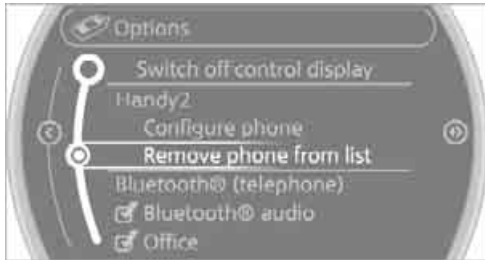 Options
Switch off control display
Handy2
Configure phone
Remove phone from list
Bluetooth® (telephone)
Bluetooth® audio
Office